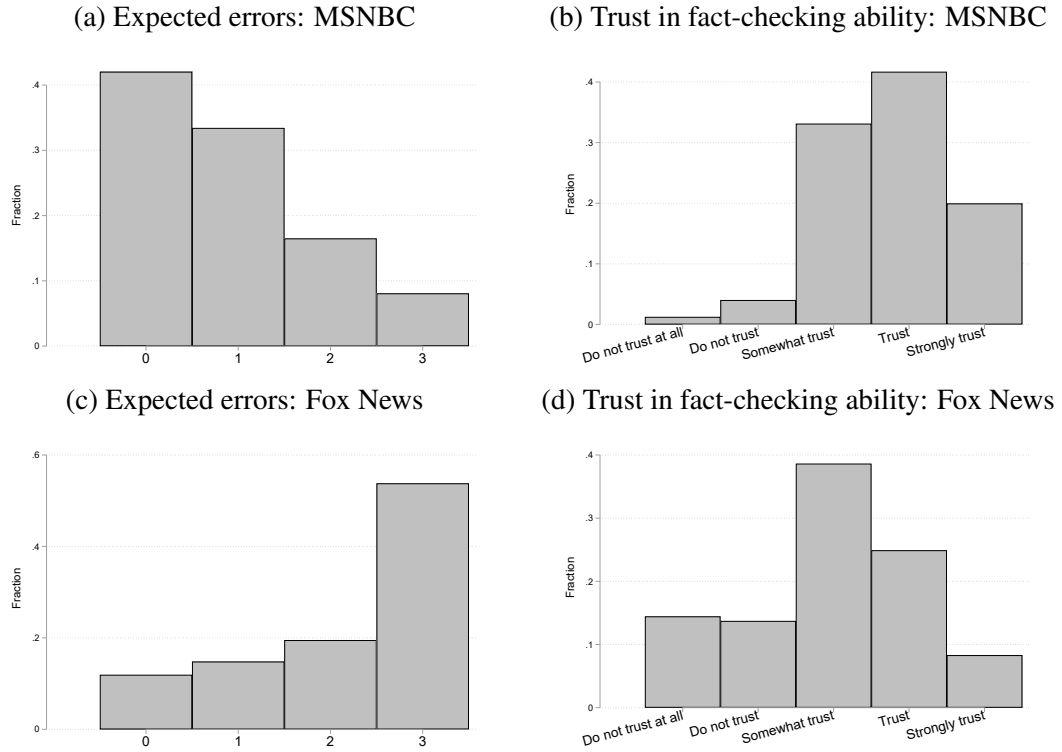 (a) Expected errors: MSNBC
.4
.3
.2
.1
0
Fraction
0 1 2 3
(b) Trust in fact-checking ability: MSNBC
.4
.3
.2
.1
0
Fraction
Do not trust at all Do not trust Somewhat trust Trust Strongly trust
(c) Expected errors: Fox News
.6
.4
.2
0
Fraction
0 1 2 3
(d) Trust in fact-checking ability: Fox News
.4
.3
.2
.1
0
Fraction
Do not trust at all Do not trust Somewhat trust Trust Strongly trust